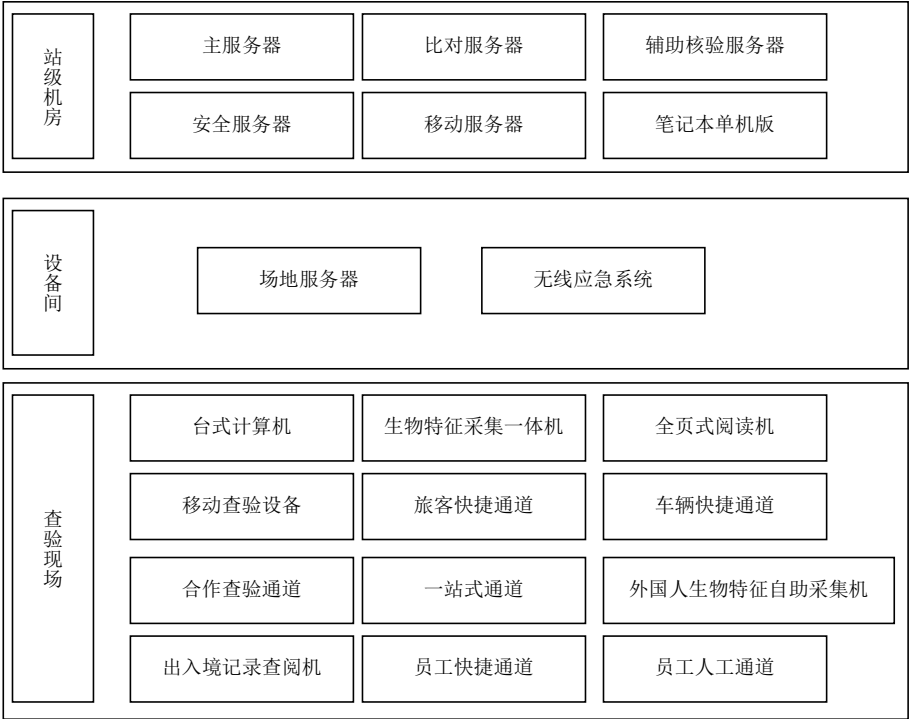 站级机房
主服务器
比对服务器
辅助核验服务器
安全服务器
移动服务器
笔记本单机版
设备间
场地服务器
无线应急系统
查验现场
台式计算机
生物特征采集一体机
全页式阅读机
移动查验设备
旅客快捷通道
车辆快捷通道
合作查验通道
一站式通道
外国人生物特征自助采集机
出入境记录查阅机
员工快捷通道
员工人工通道